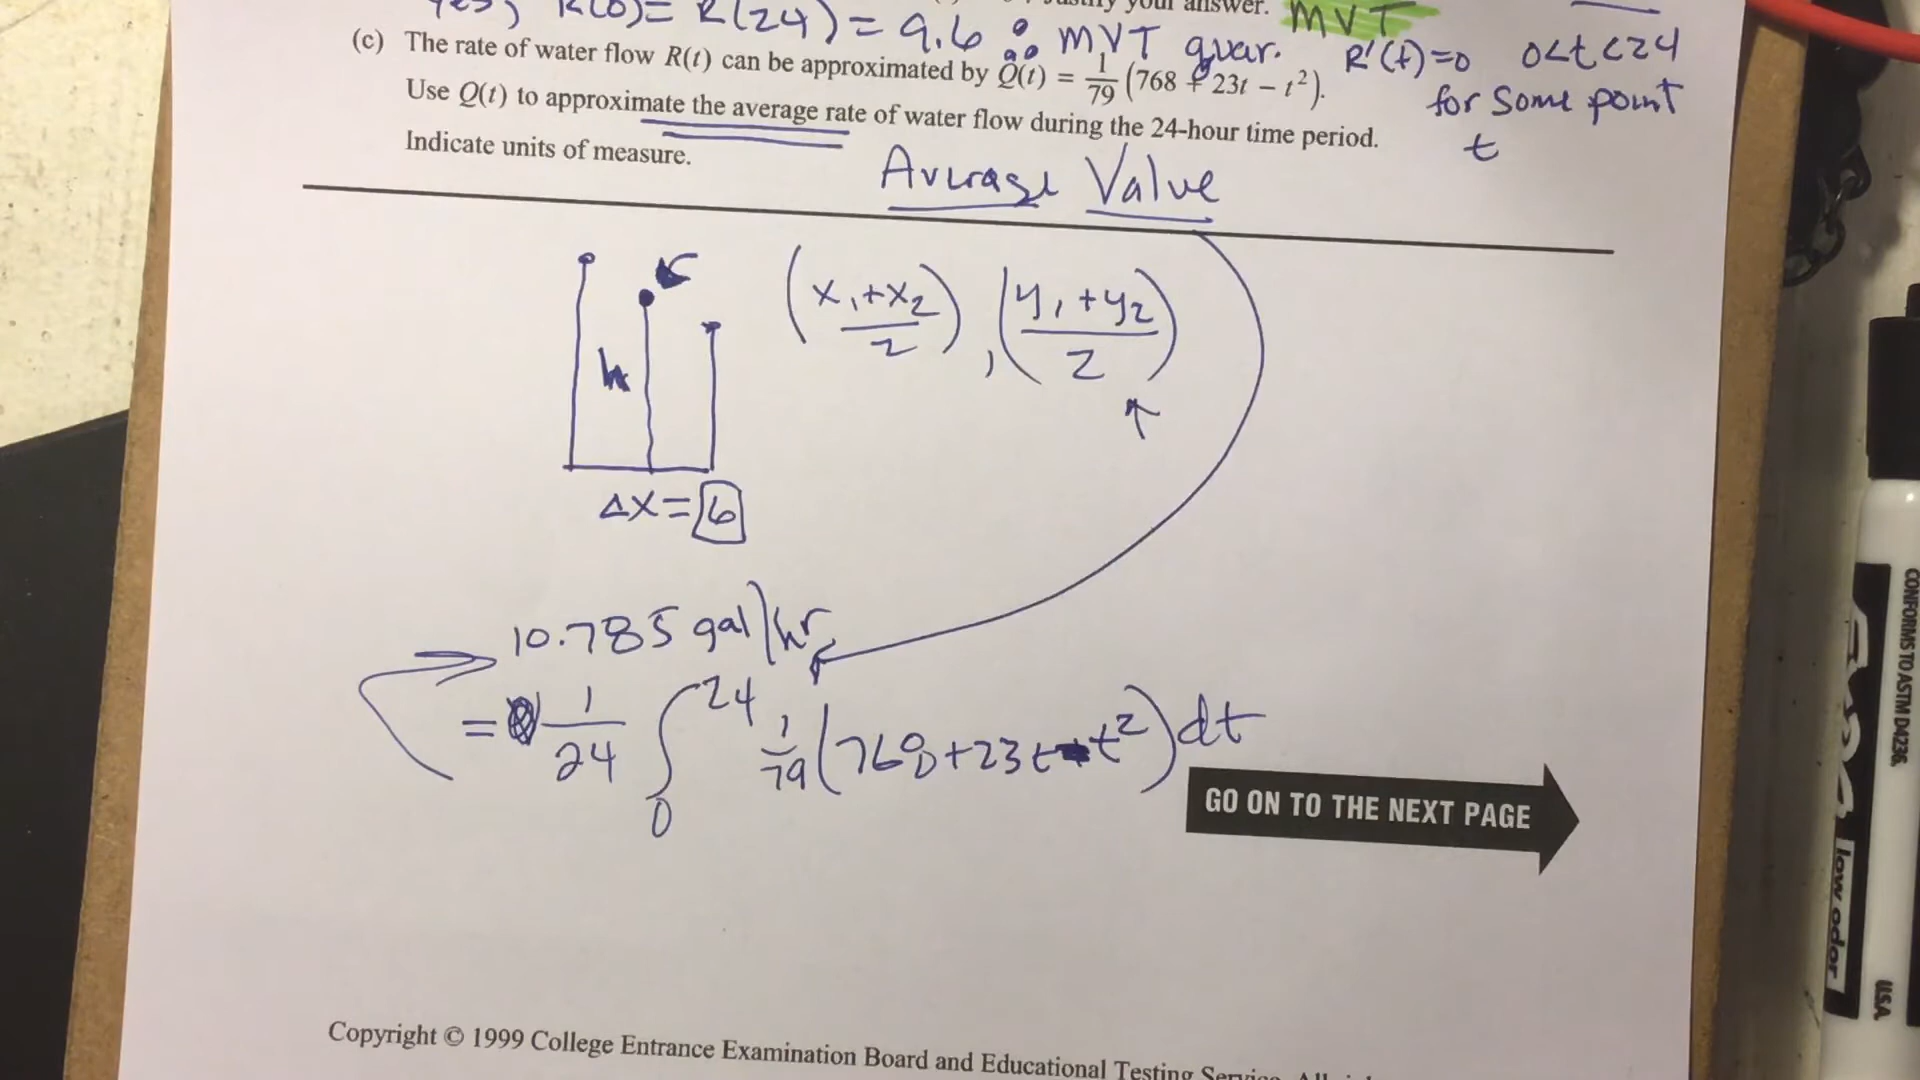 yes, R(0)=R(24)=9.6 ∴ MVT guar. R'(t)=0 0<t<24 for some point t
your answer. MVT
(c) The rate of water flow R(t) can be approximated by Q(t) = 1/79 (768 + 23t − t²).
Use Q(t) to approximate the average rate of water flow during the 24-hour time period.
Indicate units of measure.
Average Value
h
(x₁+x₂/2), (y₁+y₂/2)
Δx=6
10.785 gal/hr
= 1/24 ∫₀²⁴ 1/79 (768+23t-t²)dt
GO ON TO THE NEXT PAGE
Copyright © 1999 College Entrance Examination Board and Educational Testing
CONFORMS TO ASTM D4236
EXPO
low odor
USA